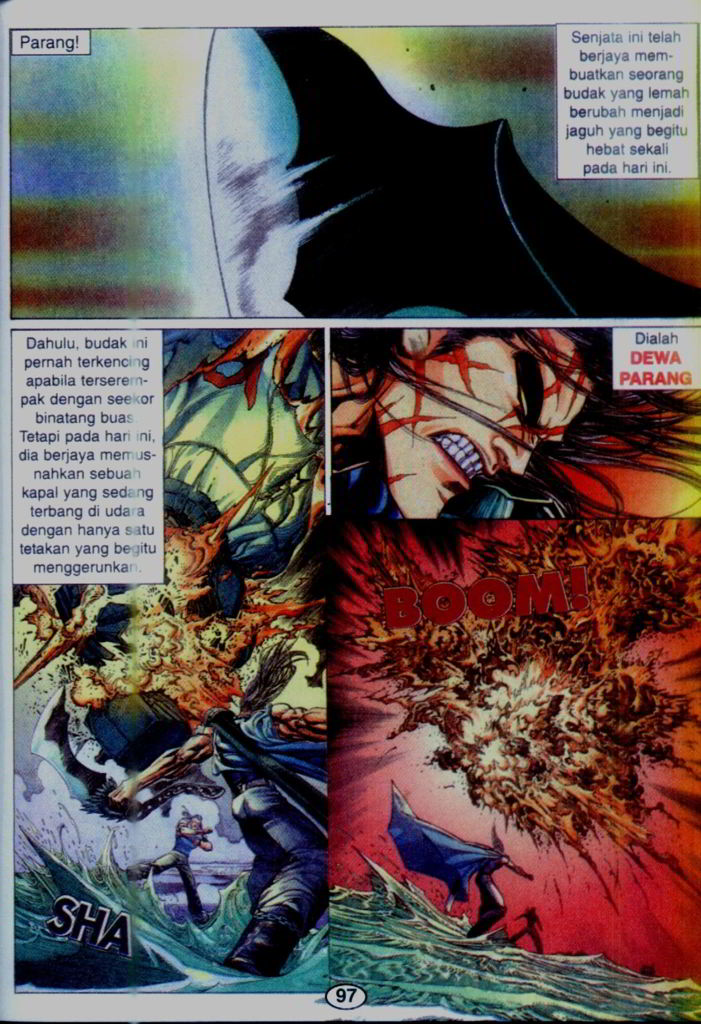 Parang!
Senjata ini telah
berjaya mem-
buatkan seorang
budak yang lemah
berubah menjadi
jaguh yang begitu
hebat sekali
pada hari ini.
Dahulu, budak ini
pernah terkencing
apabila terserem-
pak dengan seekor
binatang buas.
Tetapi pada hari ini,
dia berjaya memus-
nahkan sebuah
kapal yang sedang
terbang di udara
dengan hanya satu
tetakan yang begitu
menggerunkan.
Dialah
DEWA
PARANG
BOOM!
SHA
97